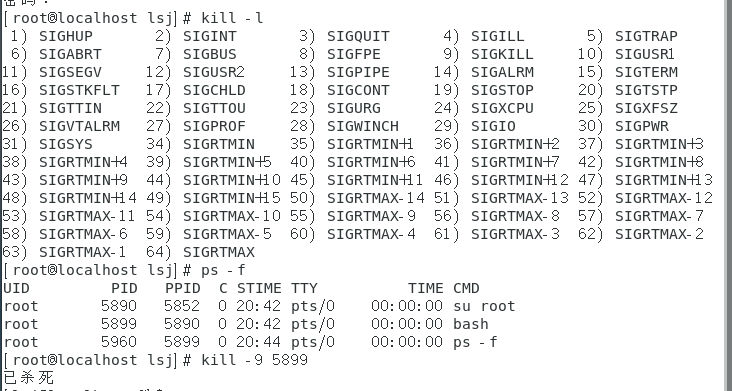 [root@localhost lsj]# kill -l
 1) SIGHUP       2) SIGINT       3) SIGQUIT      4) SIGILL       5) SIGTRAP
 6) SIGABRT      7) SIGBUS       8) SIGFPE       9) SIGKILL     10) SIGUSR1
11) SIGSEGV     12) SIGUSR2     13) SIGPIPE     14) SIGALRM     15) SIGTERM
16) SIGSTKFLT   17) SIGCHLD     18) SIGCONT     19) SIGSTOP     20) SIGTSTP
21) SIGTTIN     22) SIGTTOU     23) SIGURG      24) SIGXCPU     25) SIGXFSZ
26) SIGVTALRM   27) SIGPROF     28) SIGWINCH    29) SIGIO       30) SIGPWR
31) SIGSYS      34) SIGRTMIN    35) SIGRTMIN+1  36) SIGRTMIN+2  37) SIGRTMIN+3
38) SIGRTMIN+4  39) SIGRTMIN+5  40) SIGRTMIN+6  41) SIGRTMIN+7  42) SIGRTMIN+8
43) SIGRTMIN+9  44) SIGRTMIN+10 45) SIGRTMIN+11 46) SIGRTMIN+12 47) SIGRTMIN+13
48) SIGRTMIN+14 49) SIGRTMIN+15 50) SIGRTMAX-14 51) SIGRTMAX-13 52) SIGRTMAX-12
53) SIGRTMAX-11 54) SIGRTMAX-10 55) SIGRTMAX-9  56) SIGRTMAX-8  57) SIGRTMAX-7
58) SIGRTMAX-6  59) SIGRTMAX-5  60) SIGRTMAX-4  61) SIGRTMAX-3  62) SIGRTMAX-2
63) SIGRTMAX-1  64) SIGRTMAX
[root@localhost lsj]# ps -f
UID         PID   PPID  C STIME TTY          TIME CMD
root       5890   5852  0 20:42 pts/0    00:00:00 su root
root       5899   5890  0 20:42 pts/0    00:00:00 bash
root       5960   5899  0 20:44 pts/0    00:00:00 ps -f
[root@localhost lsj]# kill -9 5899
已杀死